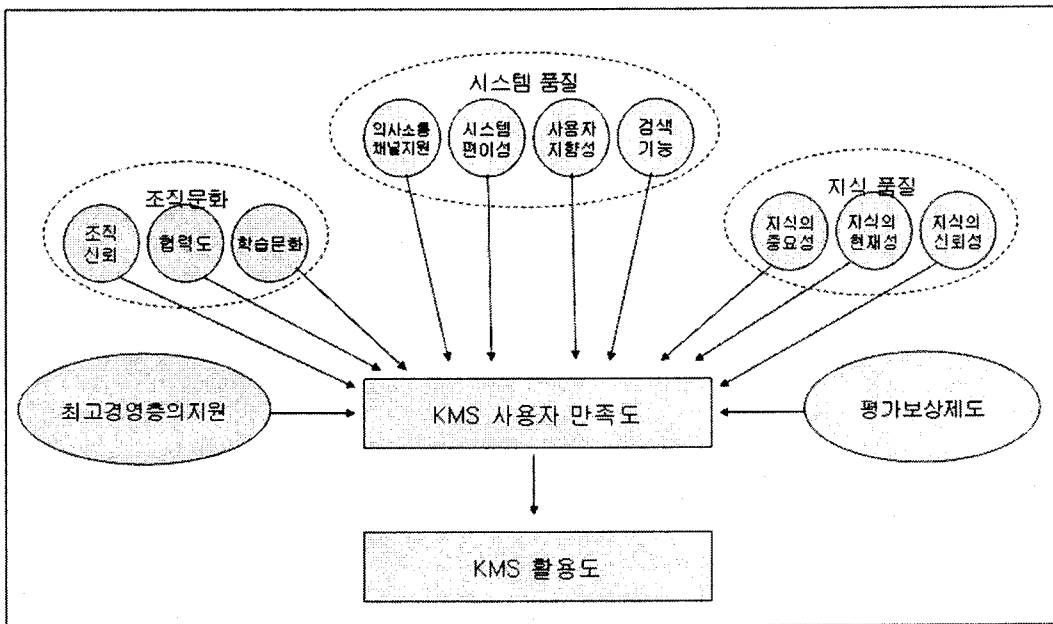 시스템 품질
의사소통
채널지원
시스템
편이성
사용자
지향성
검색
기능
조직문화
조직
신뢰
협력도
학습문화
지식 품질
지식의
중요성
지식의
현재성
지식의
신뢰성
최고경영층의지원
KMS 사용자 만족도
평가보상제도
KMS 활용도